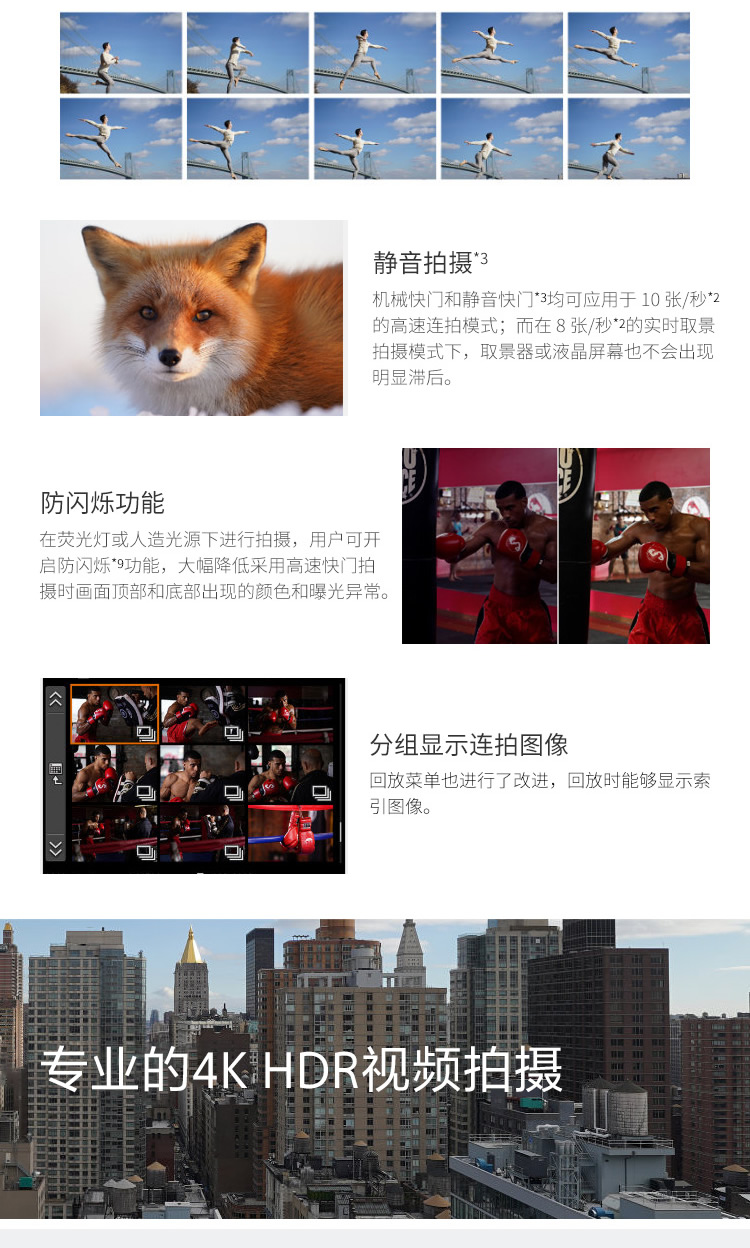 静音拍摄*3
机械快门和静音快门*3均可应用于 10 张/秒*2
的高速连拍模式；而在 8 张/秒*2的实时取景
拍摄模式下，取景器或液晶屏幕也不会出现
明显滞后。
防闪烁功能
在荧光灯或人造光源下进行拍摄，用户可开
启防闪烁*9功能，大幅降低采用高速快门拍
摄时画面顶部和底部出现的颜色和曝光异常。
分组显示连拍图像
回放菜单也进行了改进，回放时能够显示索
引图像。
专业的4K HDR视频拍摄